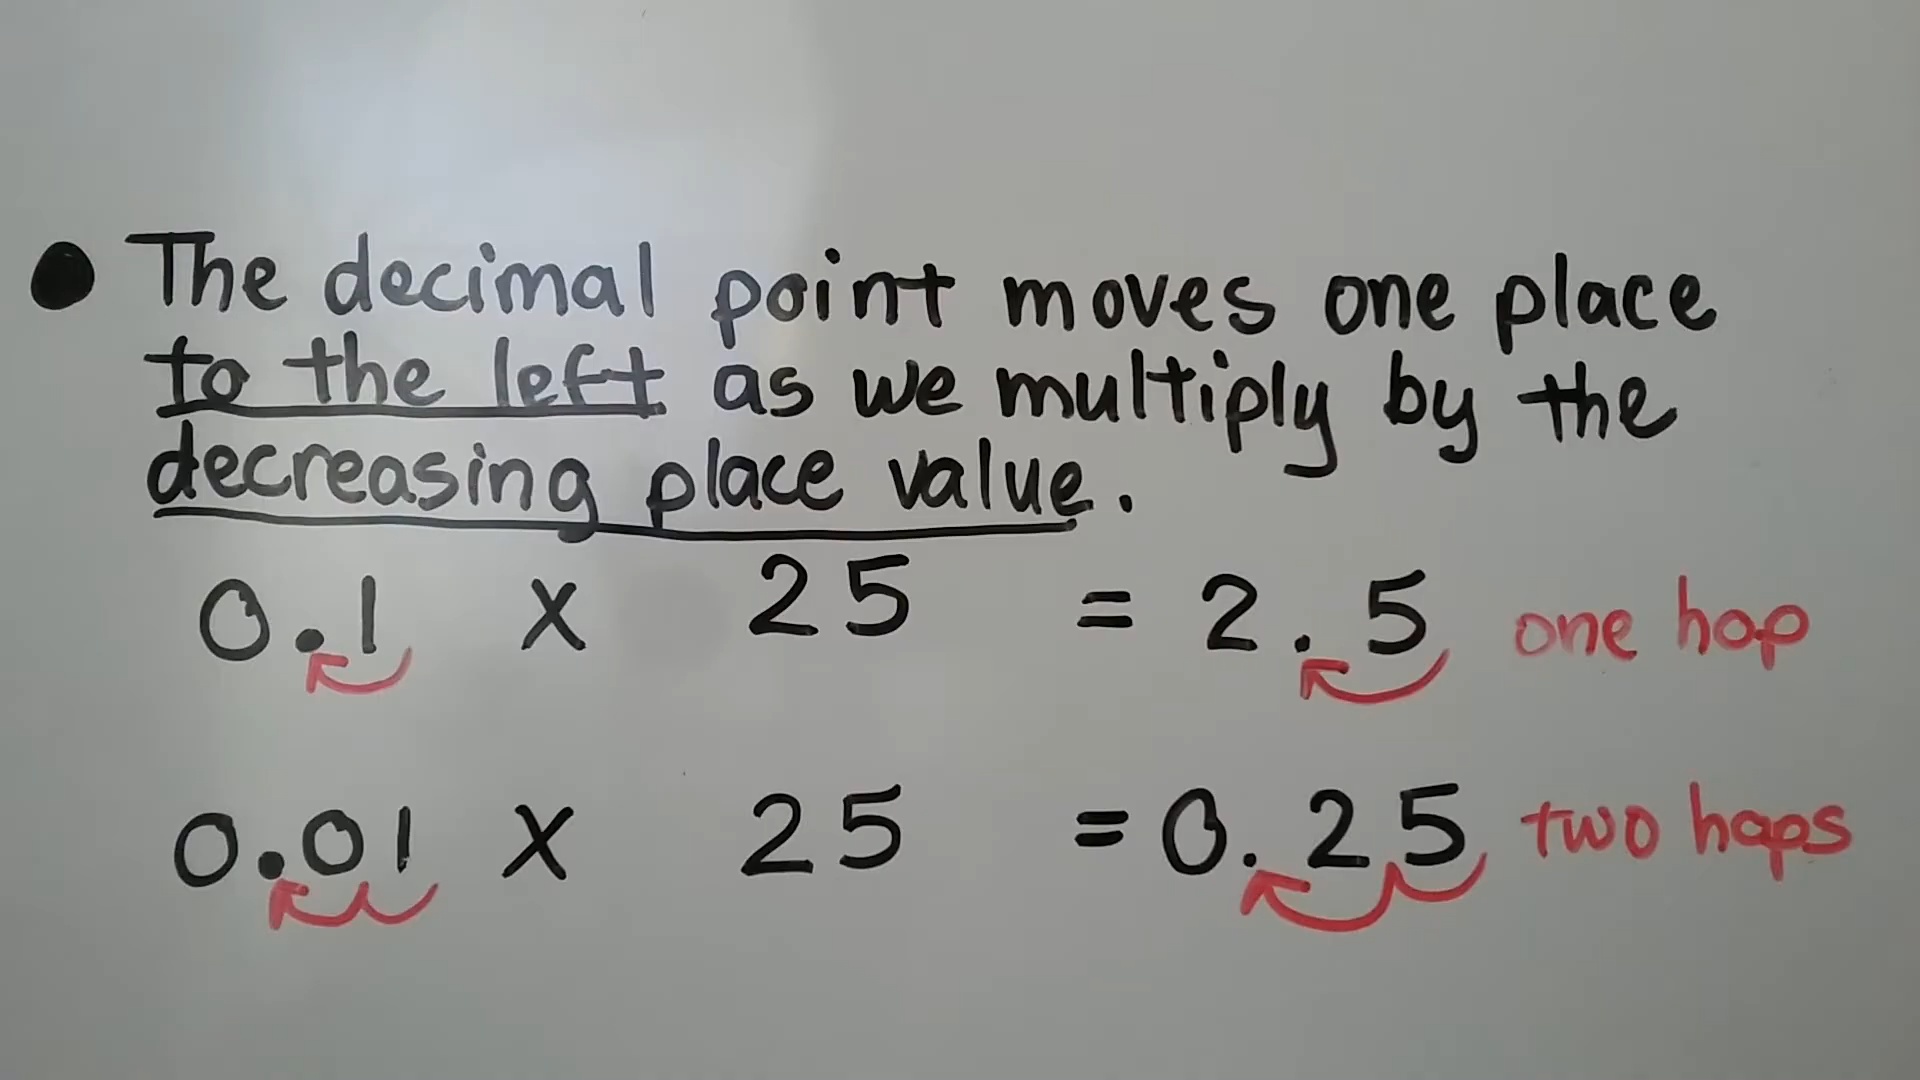 ● The decimal point moves one place
to the left as we multiply by the
decreasing place value.
0.1 x 25 = 2.5 one hop
0.01 x 25 = 0.25 two hops